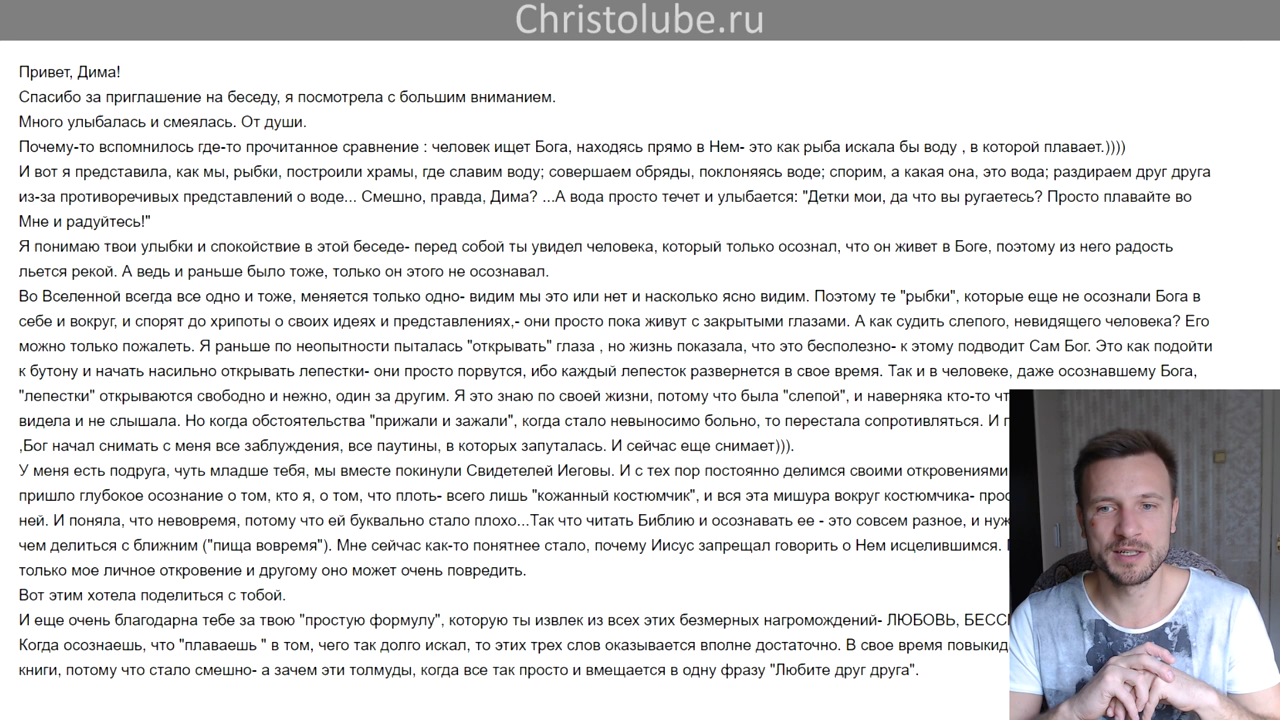 Christolube.ru
Привет, Дима!
Спасибо за приглашение на беседу, я посмотрела с большим вниманием.
Много улыбалась и смеялась. От души.
Почему-то вспомнилось где-то прочитанное сравнение : человек ищет Бога, находясь прямо в Нем- это как рыба искала бы воду , в которой плавает.))))
И вот я представила, как мы, рыбки, построили храмы, где славим воду; совершаем обряды, поклоняясь воде; спорим, а какая она, это вода; раздираем друг друга
из-за противоречивых представлений о воде... Смешно, правда, Дима? ...А вода просто течет и улыбается: "Детки мои, да что вы ругаетесь? Просто плавайте во
Мне и радуйтесь!"
Я понимаю твои улыбки и спокойствие в этой беседе- перед собой ты увидел человека, который только осознал, что он живет в Боге, поэтому из него радость
льется рекой. А ведь и раньше было тоже, только он этого не осознавал.
Во Вселенной всегда все одно и тоже, меняется только одно- видим мы это или нет и насколько ясно видим. Поэтому те "рыбки", которые еще не осознали Бога в
себе и вокруг, и спорят до хрипоты о своих идеях и представлениях,- они просто пока живут с закрытыми глазами. А как судить слепого, невидящего человека? Его
можно только пожалеть. Я раньше по неопытности пыталась "открывать" глаза , но жизнь показала, что это бесполезно- к этому подводит Сам Бог. Это как подойти
к бутону и начать насильно открывать лепестки- они просто порвутся, ибо каждый лепесток развернется в свое время. Так и в человеке, даже осознавшему Бога,
"лепестки" открываются свободно и нежно, один за другим. Я это знаю по своей жизни, потому что была "слепой", и наверняка кто-то
видела и не слышала. Но когда обстоятельства "прижали и зажали", когда стало невыносимо больно, то перестала сопротивляться. И
,Бог начал снимать с меня все заблуждения, все паутины, в которых запуталась. И сейчас еще снимает))).
У меня есть подруга, чуть младше тебя, мы вместе покинули Свидетелей Иеговы. И с тех пор постоянно делимся своими откровениями
пришло глубокое осознание о том, кто я, о том, что плоть- всего лишь "кожанный костюмчик", и вся эта мишура вокруг костюмчика-
ней. И поняла, что невовремя, потому что ей буквально стало плохо...Так что читать Библию и осознавать ее - это совсем разное, и
чем делиться с ближним ("пища вовремя"). Мне сейчас как-то понятнее стало, почему Иисус запрещал говорить о Нем исцелившимся.
только мое личное откровение и другому оно может очень повредить.
Вот этим хотела поделиться с тобой.
И еще очень благодарна тебе за твою "простую формулу", которую ты извлек из всех этих безмерных нагромождений- ЛЮБОВЬ,
Когда осознаешь, что "плаваешь " в том, чего так долго искал, то этих трех слов оказывается вполне достаточно. В свое время
книги, потому что стало смешно- а зачем эти толмуды, когда все так просто и вмещается в одну фразу "Любите друг друга".